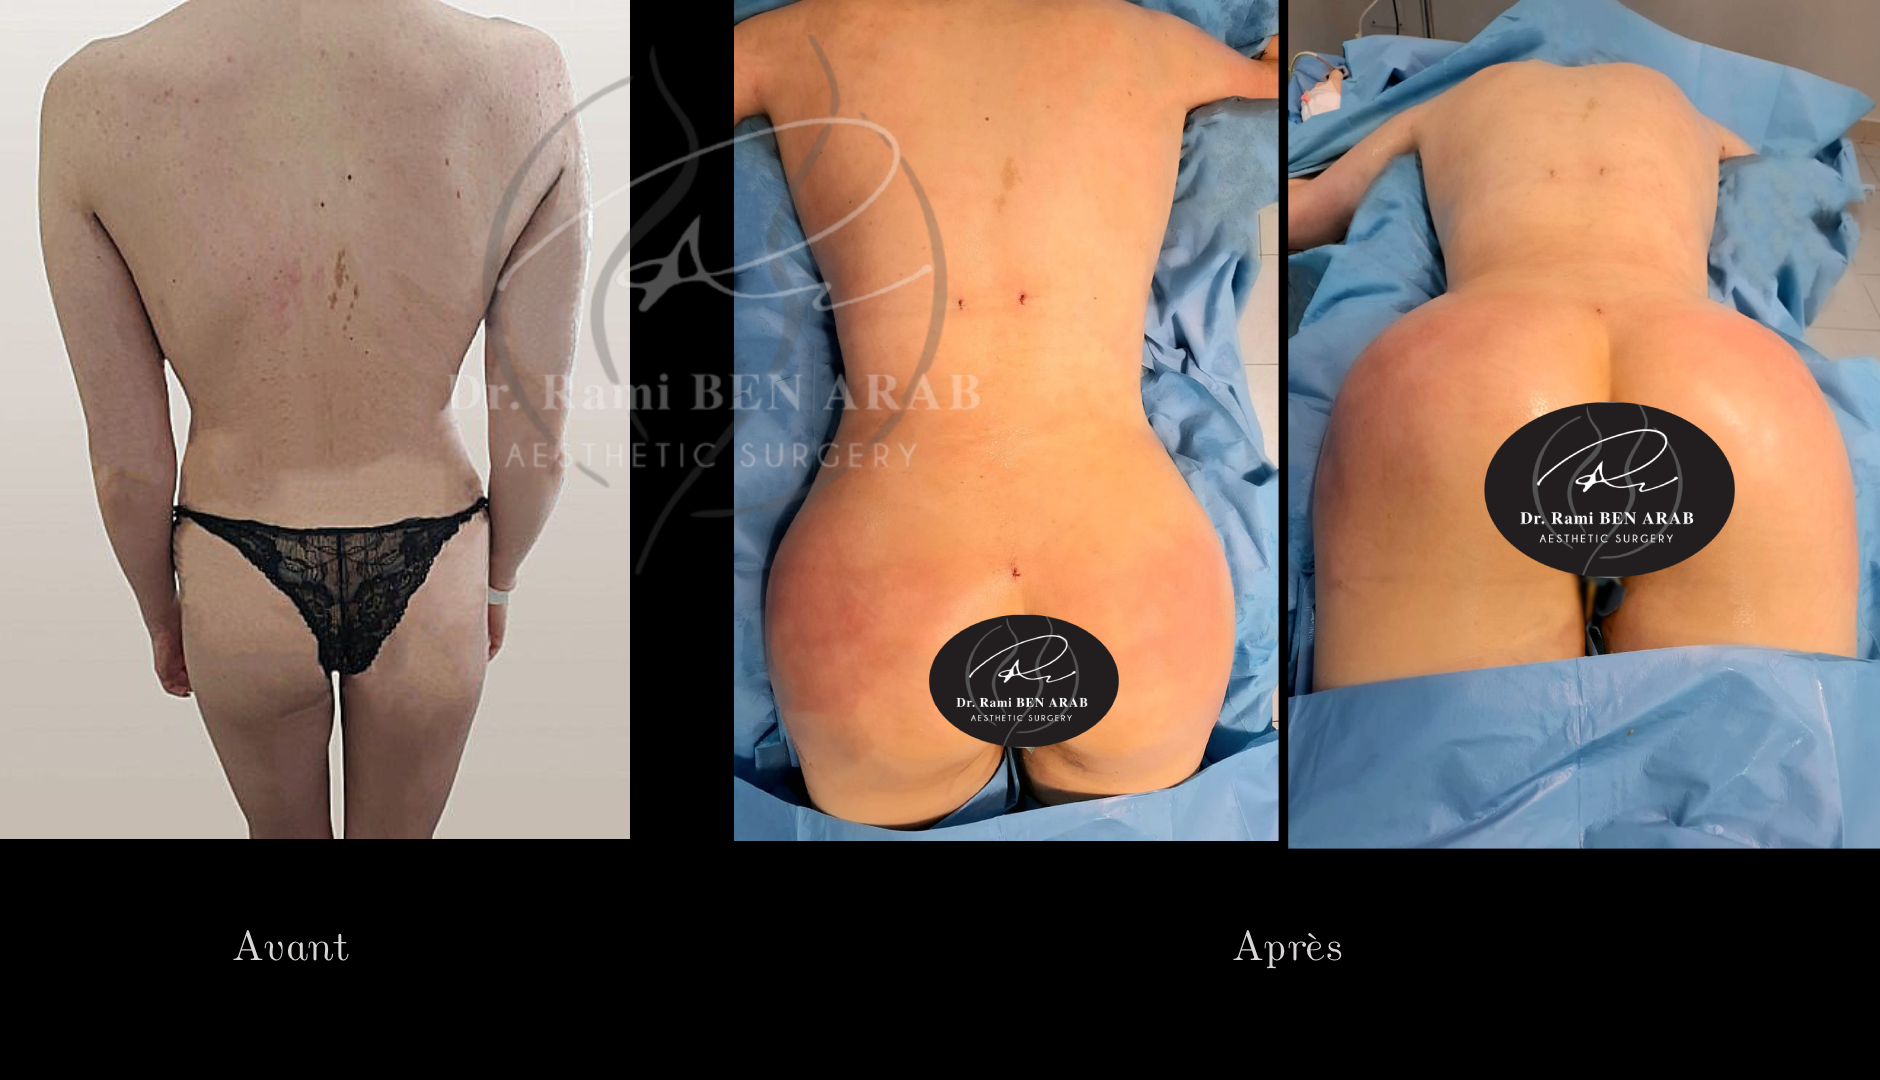 Dr. Rami BEN ARAB
AESTHETIC SURGERY
Dr. Rami BEN ARAB
AESTHETIC SURGERY
Dr. Rami BEN ARAB
AESTHETIC SURGERY
Avant
Après